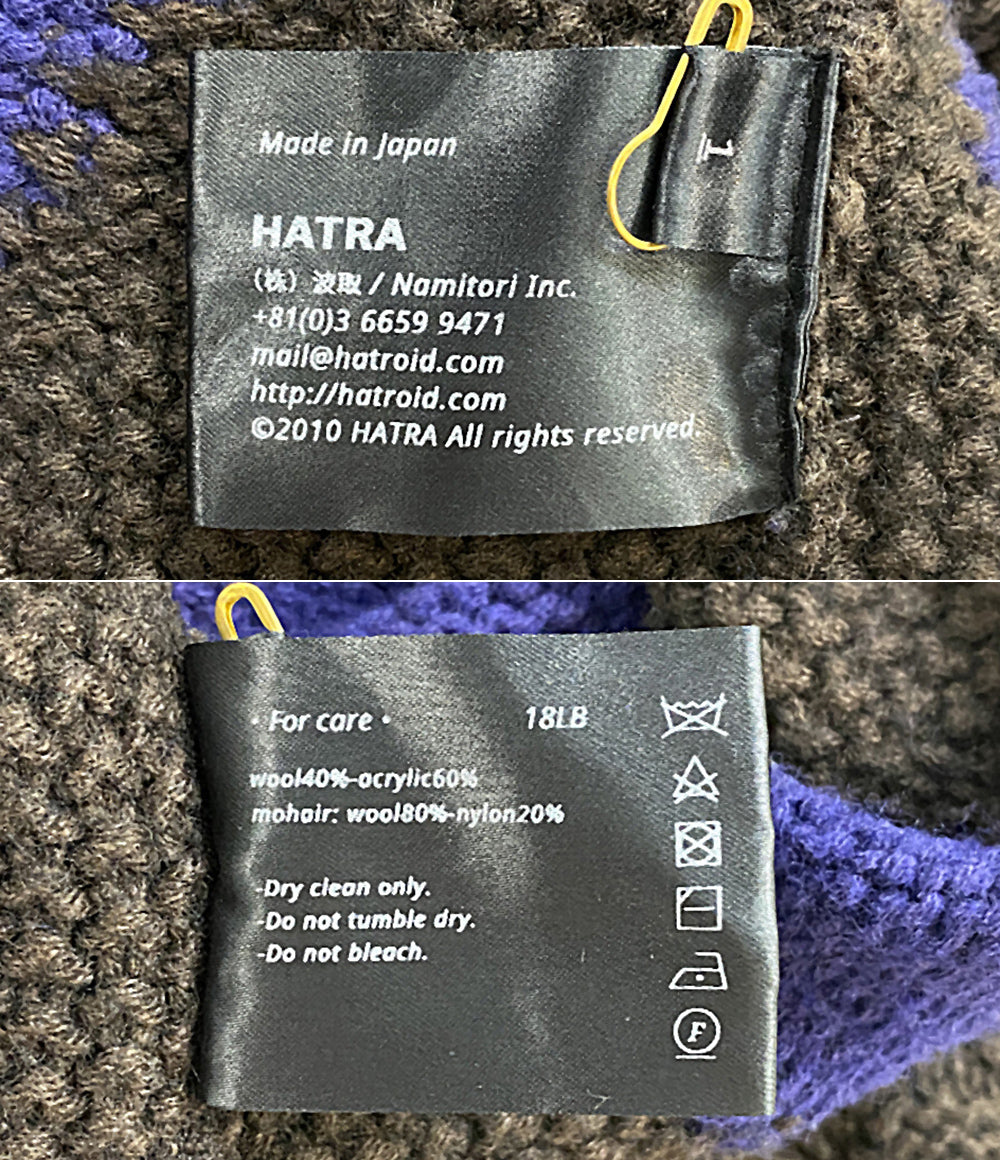 Made in Japan
1
HATRA
(株) 波取 / Namitori Inc.
+81(0)3 6659 9471
mail@hatroid.com
http://hatroid.com
©2010 HATRA All rights reserved.
• For care •
18LB
wool40%-acrylic60%
mohair: wool80%-nylon20%
-Dry clean only.
-Do not tumble dry.
-Do not bleach.
F